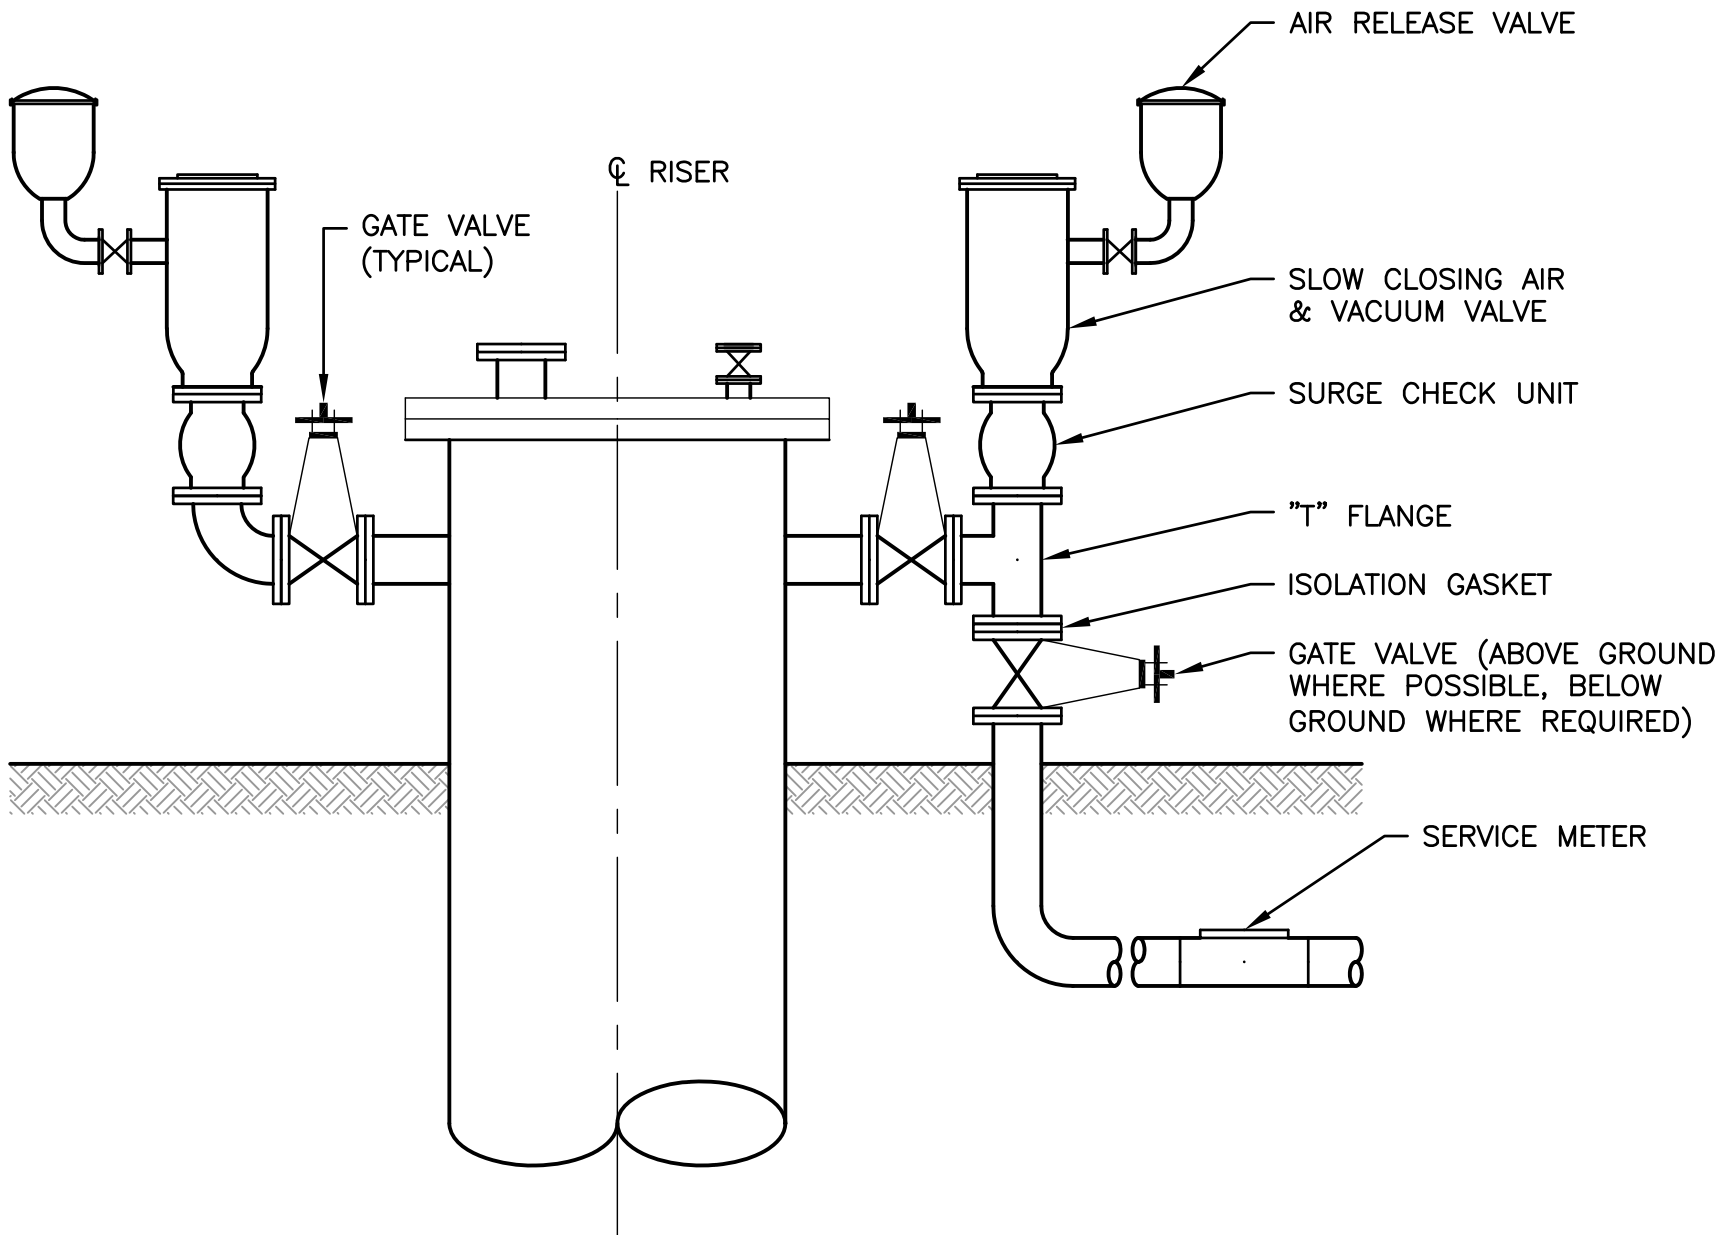 AIR RELEASE VALVE
℄ RISER
GATE VALVE
(TYPICAL)
SLOW CLOSING AIR
& VACUUM VALVE
SURGE CHECK UNIT
"T" FLANGE
ISOLATION GASKET
GATE VALVE (ABOVE GROUND
WHERE POSSIBLE, BELOW
GROUND WHERE REQUIRED)
SERVICE METER